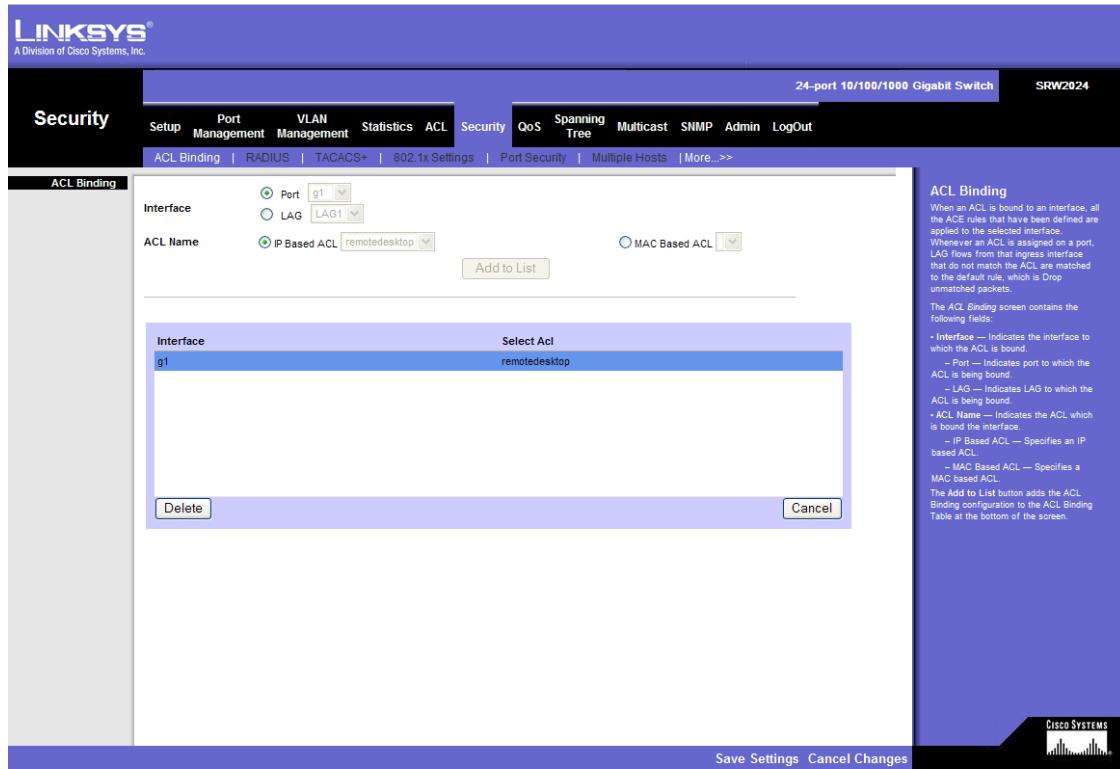 LINKSYS®
A Division of Cisco Systems, Inc.
24-port 10/100/1000 Gigabit Switch
SRW2024
Security
Setup
Port Management
VLAN Management
Statistics
ACL
Security
QoS
Spanning Tree
Multicast
SNMP
Admin
LogOut
ACL Binding | RADIUS | TACACS+ | 802.1x Settings | Port Security | Multiple Hosts | More...>>
ACL Binding
Interface
Port g1
LAG LAG1
ACL Name
IP Based ACL remotedesktop
MAC Based ACL
Add to List
Interface Select Acl
g1 remotedesktop
Delete
Cancel
ACL Binding
When an ACL is bound to an interface, all
the ACE rules that have been defined are
applied to the selected interface.
Whenever an ACL is assigned on a port,
LAG flows from that ingress interface
that do not match the ACL are matched
to the default rule, which is Drop
unmatched packets.
The ACL Binding screen contains the
following fields:
• Interface — Indicates the interface to
which the ACL is bound.
– Port — Indicates port to which the
ACL is being bound.
– LAG — Indicates LAG to which the
ACL is being bound.
• ACL Name — Indicates the ACL which
is bound the interface.
– IP Based ACL — Specifies an IP
based ACL.
– MAC Based ACL — Specifies a
MAC based ACL.
The Add to List button adds the ACL
Binding configuration to the ACL Binding
Table at the bottom of the screen.
Save Settings Cancel Changes
CISCO SYSTEMS